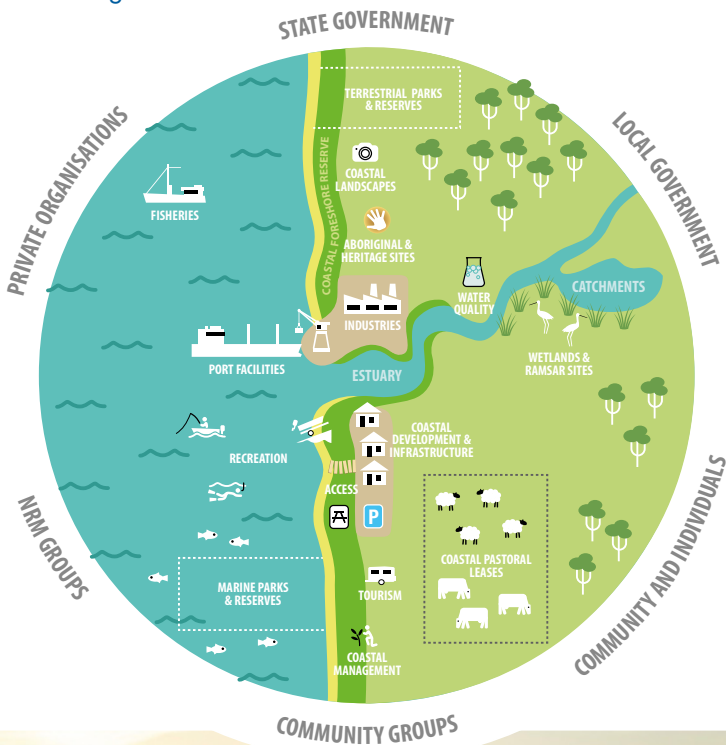 STATE GOVERNMENT
PRIVATE ORGANISATIONS
LOCAL GOVERNMENT
TERRESTRIAL PARKS
& RESERVES
COASTAL FORESHORE RESERVE
COASTAL
LANDSCAPES
FISHERIES
ABORIGINAL &
HERITAGE SITES
WATER
QUALITY
CATCHMENTS
INDUSTRIES
PORT FACILITIES
ESTUARY
WETLANDS &
RAMSAR SITES
COASTAL
DEVELOPMENT &
INFRASTRUCTURE
RECREATION
ACCESS
P
COASTAL PASTORAL
LEASES
MARINE PARKS
& RESERVES
TOURISM
COASTAL
MANAGEMENT
NRM GROUPS
COMMUNITY AND INDIVIDUALS
COMMUNITY GROUPS